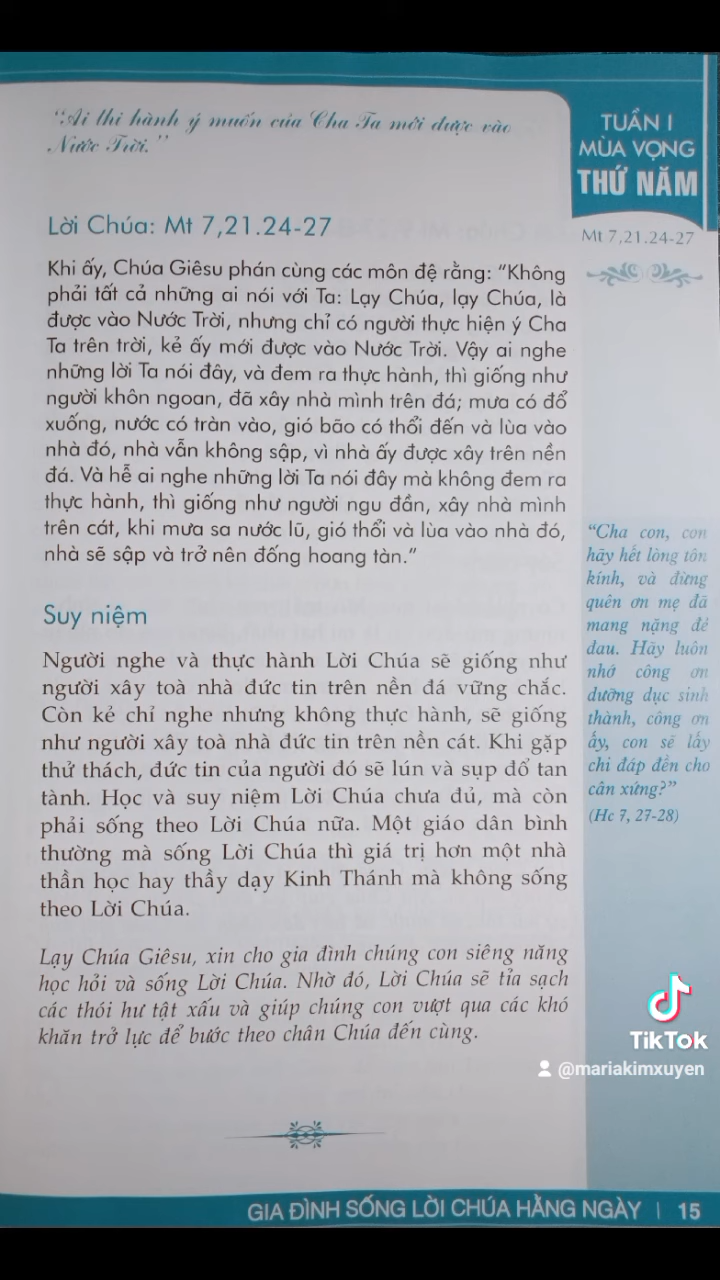 “Ai thi hành ý muốn của Cha Ta mới được vào
Nước Trời.”
TUẦN I
MÙA VỌNG
THỨ NĂM
Mt 7,21.24-27
Lời Chúa: Mt 7,21.24-27
Khi ấy, Chúa Giêsu phán cùng các môn đệ rằng: “Không
phải tất cả những ai nói với Ta: Lạy Chúa, lạy Chúa, là
được vào Nước Trời, nhưng chỉ có người thực hiện ý Cha
Ta trên trời, kẻ ấy mới được vào Nước Trời. Vậy ai nghe
những lời Ta nói đây, và đem ra thực hành, thì giống như
người khôn ngoan, đã xây nhà mình trên đá; mưa có đổ
xuống, nước có tràn vào, gió bão có thổi đến và lùa vào
nhà đó, nhà vẫn không sập, vì nhà ấy được xây trên nền
đá. Và hễ ai nghe những lời Ta nói đây mà không đem ra
thực hành, thì giống như người ngu đần, xây nhà mình
trên cát, khi mưa sa nước lũ, gió thổi và lùa vào nhà đó,
nhà sẽ sập và trở nên đống hoang tàn.”
Suy niệm
Người nghe và thực hành Lời Chúa sẽ giống như
người xây toà nhà đức tin trên nền đá vững chắc.
Còn kẻ chỉ nghe nhưng không thực hành, sẽ giống
như người xây toà nhà đức tin trên nền cát. Khi gặp
thử thách, đức tin của người đó sẽ lún và sụp đổ tan
tành. Học và suy niệm Lời Chúa chưa đủ, mà còn
phải sống theo Lời Chúa nữa. Một giáo dân bình
thường mà sống Lời Chúa thì giá trị hơn một nhà
thần học hay thầy dạy Kinh Thánh mà không sống
theo Lời Chúa.
Lạy Chúa Giêsu, xin cho gia đình chúng con siêng năng
học hỏi và sống Lời Chúa. Nhờ đó, Lời Chúa sẽ tỉa sạch
các thói hư tật xấu và giúp chúng con vượt qua các khó
khăn trở lực để bước theo chân Chúa đến cùng.
“Cha con, con
hãy hết lòng tôn
kính, và đừng
quên ơn mẹ đã
mang nặng đẻ
đau. Hãy luôn
nhớ công ơn
dưỡng dục sinh
thành, công ơn
ấy, con sẽ lấy
chi đáp đền cho
cân xứng?”
(Hc 7, 27-28)
TikTok
@mariakimxuyen
GIA ĐÌNH SỐNG LỜI CHÚA HẰNG NGÀY | 15